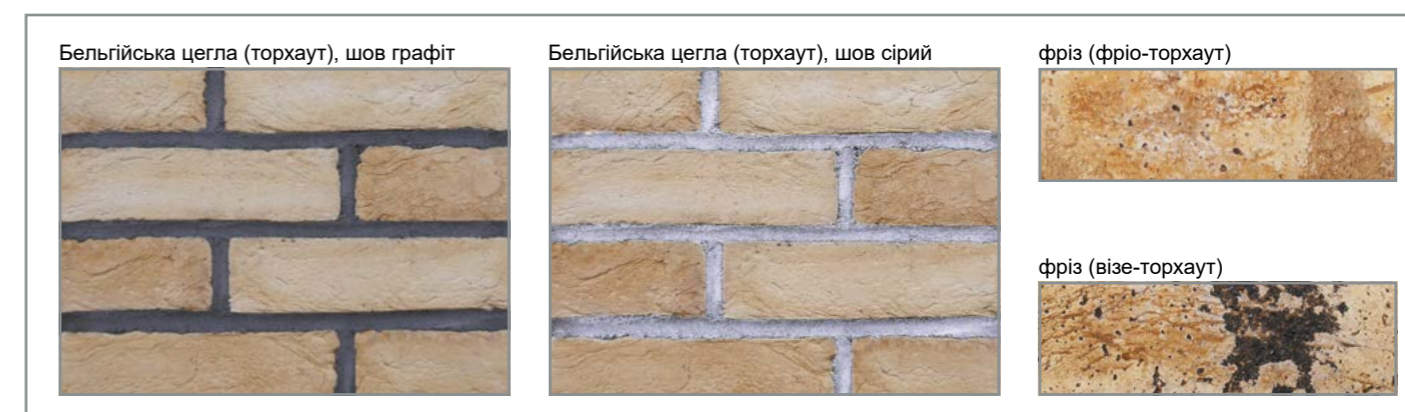 Бельгійська цегла (торхаут), шов графіт
Бельгійська цегла (торхаут), шов сірий
фріз (фріо-торхаут)
фріз (візе-торхаут)